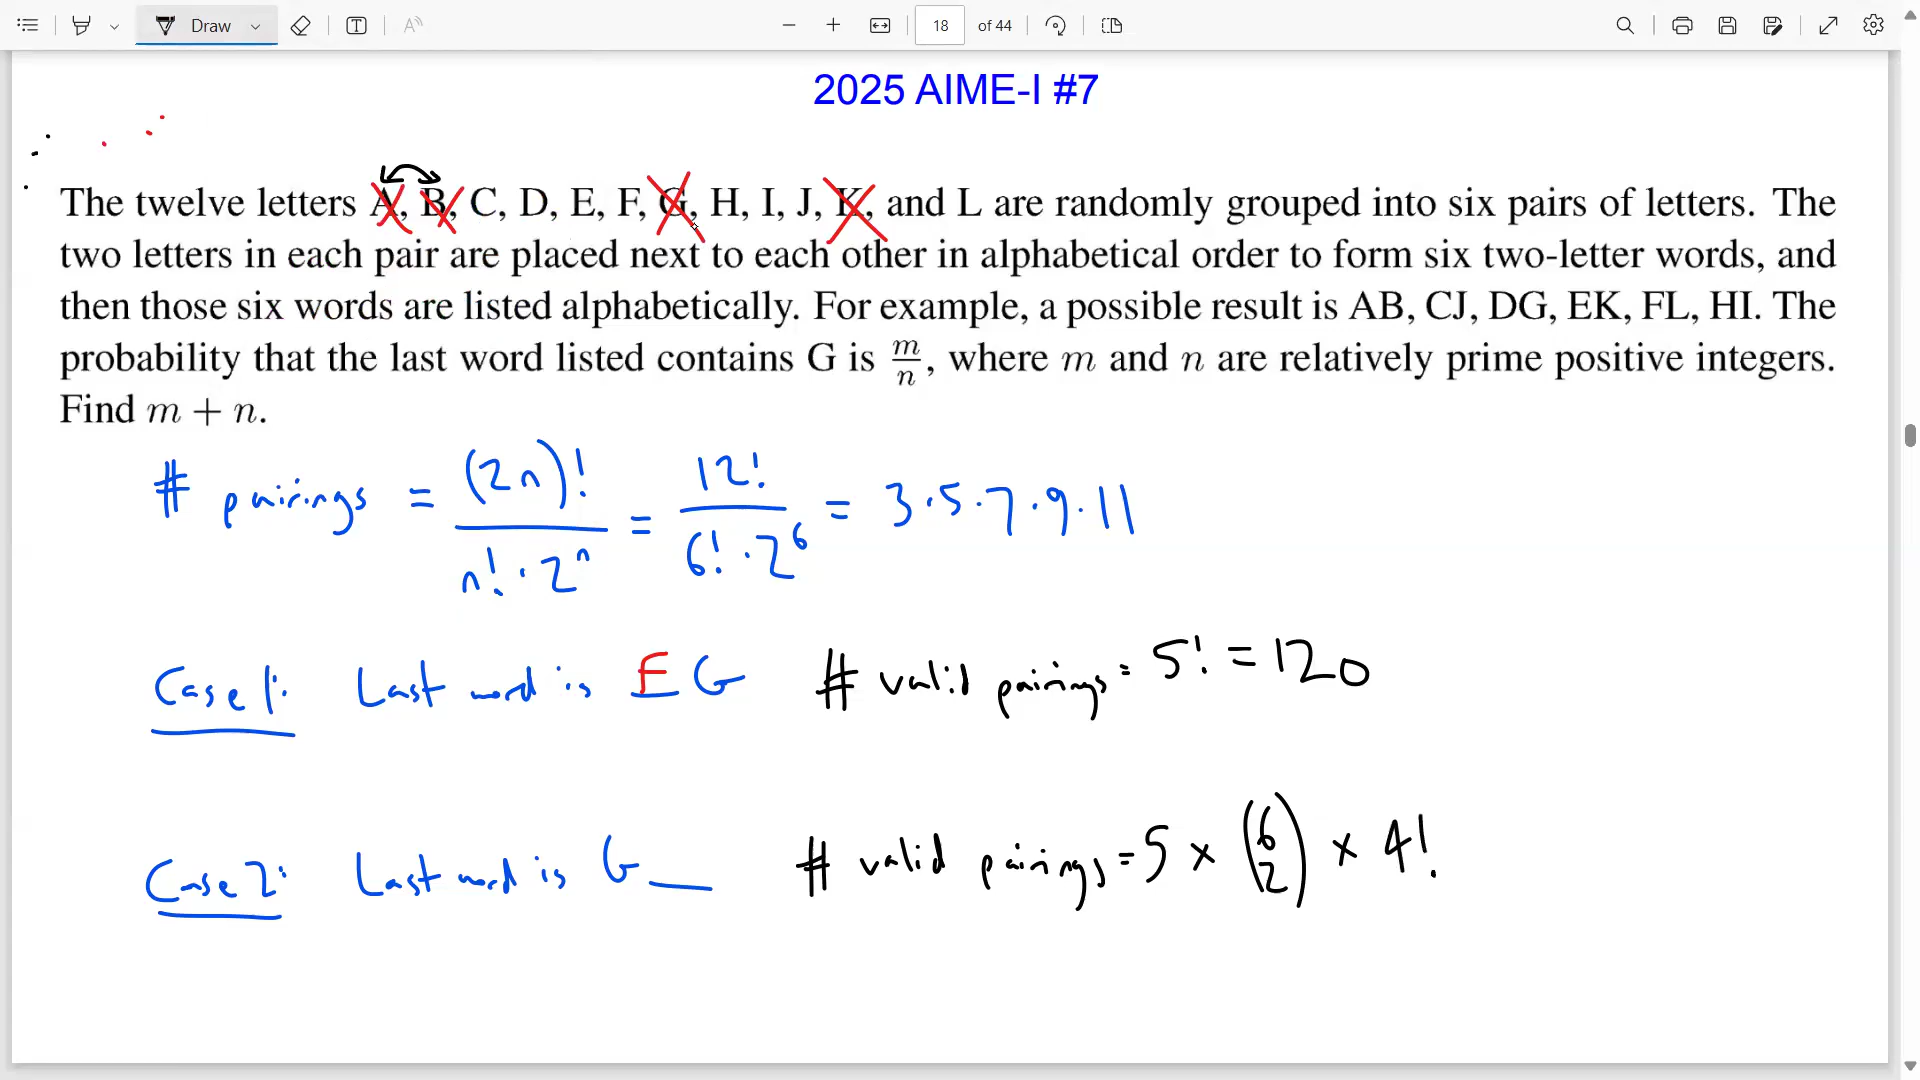 Draw
18 of 44
2025 AIME-I #7
The twelve letters A, B, C, D, E, F, G, H, I, J, K, and L are randomly grouped into six pairs of letters. The
two letters in each pair are placed next to each other in alphabetical order to form six two-letter words, and
then those six words are listed alphabetically. For example, a possible result is AB, CJ, DG, EK, FL, HI. The
probability that the last word listed contains G is m/n, where m and n are relatively prime positive integers.
Find m + n.
# pairings = (2n)!/(n! · 2^n) = 12!/(6! · 2^6) = 3·5·7·9·11
Case 1: Last word is F G # valid pairings = 5! = 120
Case 2: Last word is G__ # valid pairings = 5 × (6 2) × 4!